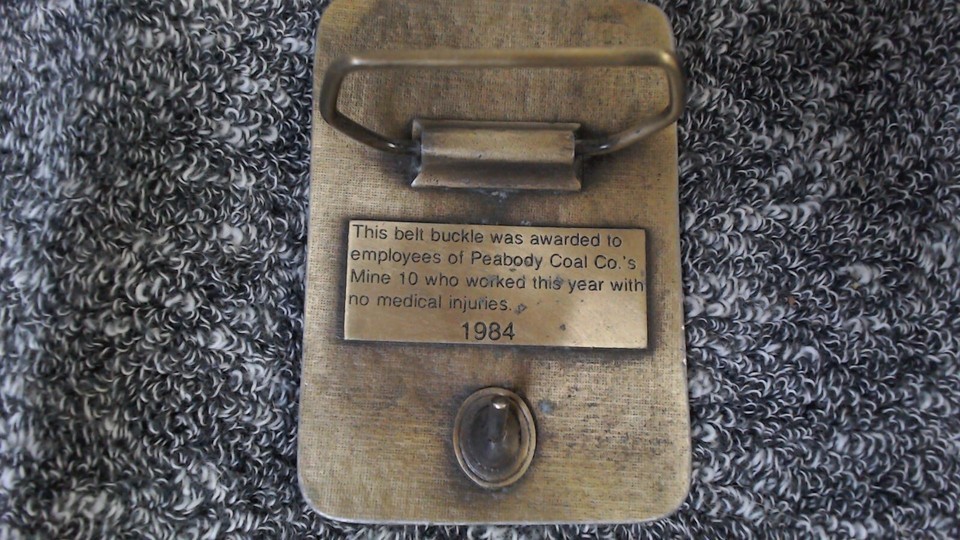 This belt buckle was awarded to
employees of Peabody Coal Co.'s
Mine 10 who worked this year with
no medical injuries.
1984